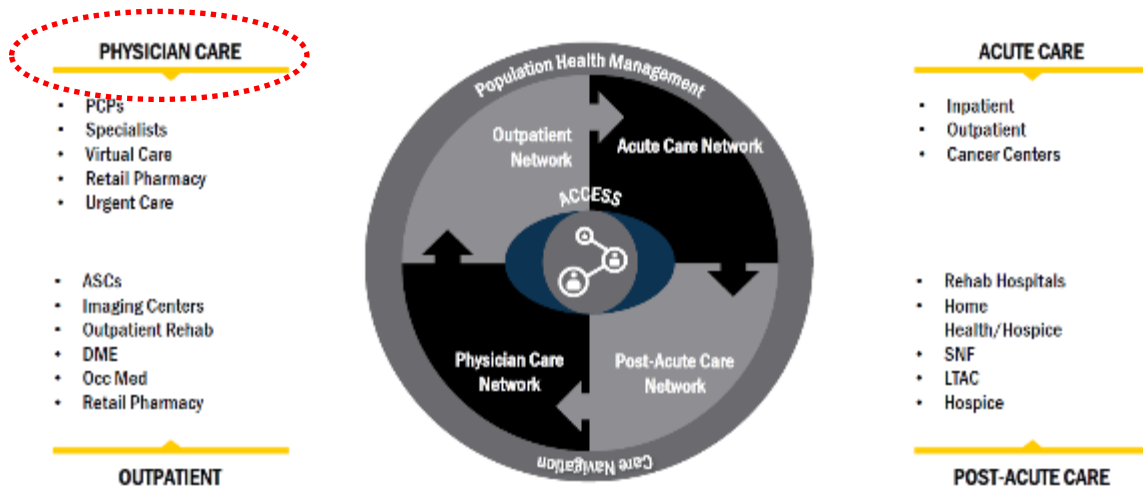 PHYSICIAN CARE
• PCPs
• Specialists
• Virtual Care
• Retail Pharmacy
• Urgent Care
• ASCs
• Imaging Centers
• Outpatient Rehab
• DME
• Occ Med
• Retail Pharmacy
OUTPATIENT
Population Health Management
Outpatient
Network
Acute Care Network
ACCESS
Physician Care
Network
Post-Acute Care
Network
Care Navigation
ACUTE CARE
• Inpatient
• Outpatient
• Cancer Centers
• Rehab Hospitals
• Home
Health/Hospice
• SNF
• LTAC
• Hospice
POST-ACUTE CARE